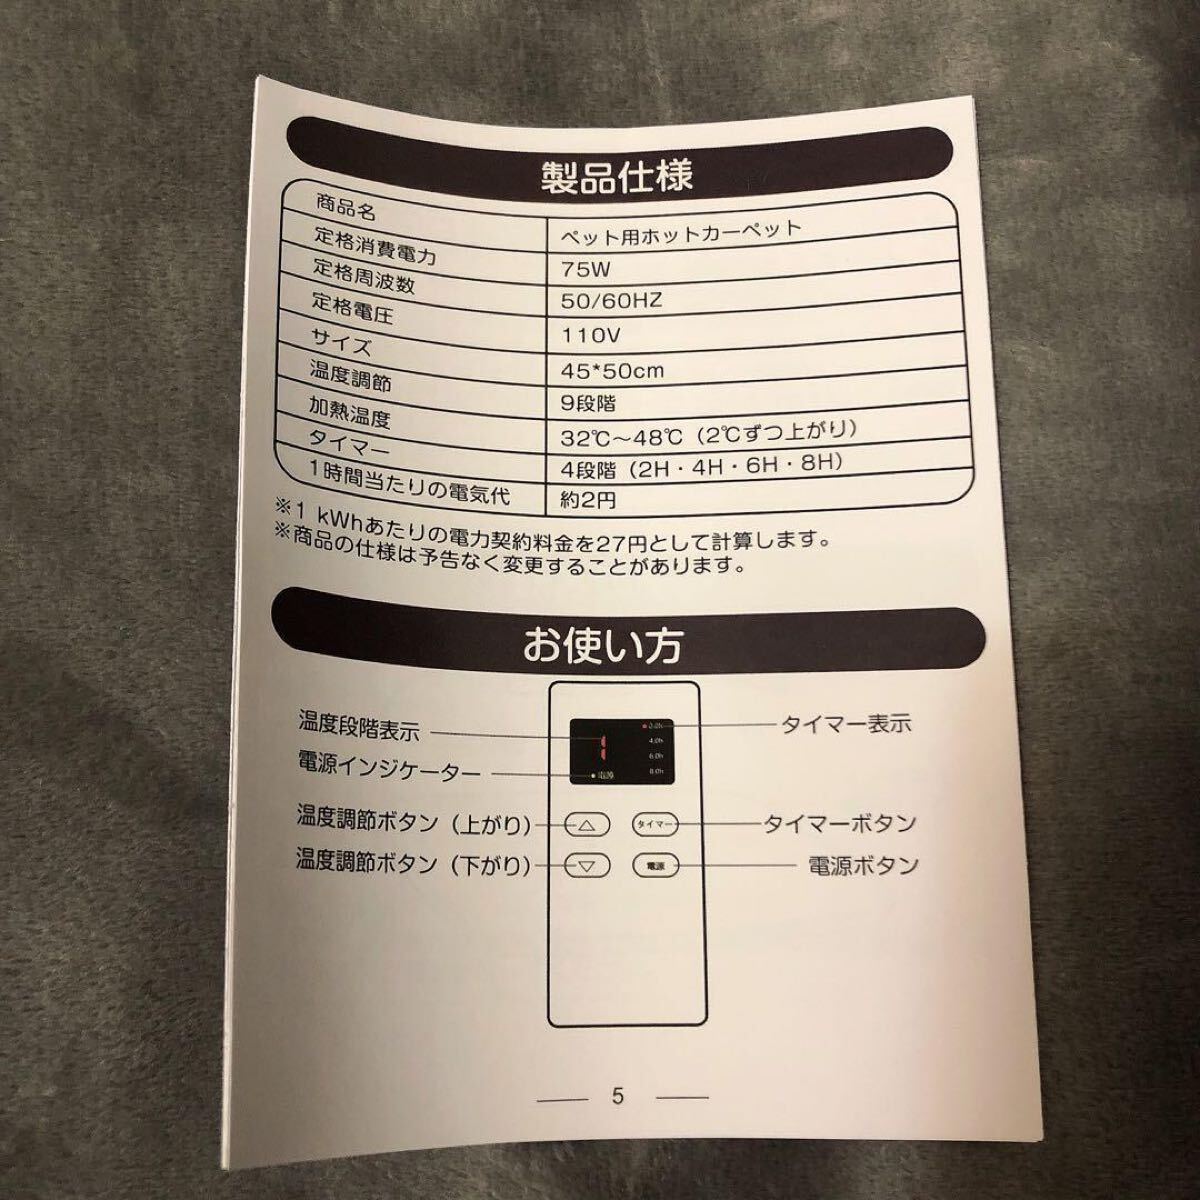 製品仕様
商品名 ペット用ホットカーペット
定格消費電力 75W
定格周波数 50/60HZ
定格電圧 110V
サイズ 45*50cm
温度調節 9段階
加熱温度 32℃~48℃(2℃ずつ上がり)
タイマー 4段階(2H・4H・6H・8H)
1時間当たりの電気代 約2円
※1 kWhあたりの電力契約料金を27円として計算します。
※商品の仕様は予告なく変更することがあります。
お使い方
温度段階表示
電源インジケーター
温度調節ボタン(上がり)
温度調節ボタン(下がり)
1
電源
4.0h
6.0h
8.0h
タイマー
電源
タイマー表示
タイマーボタン
電源ボタン
5